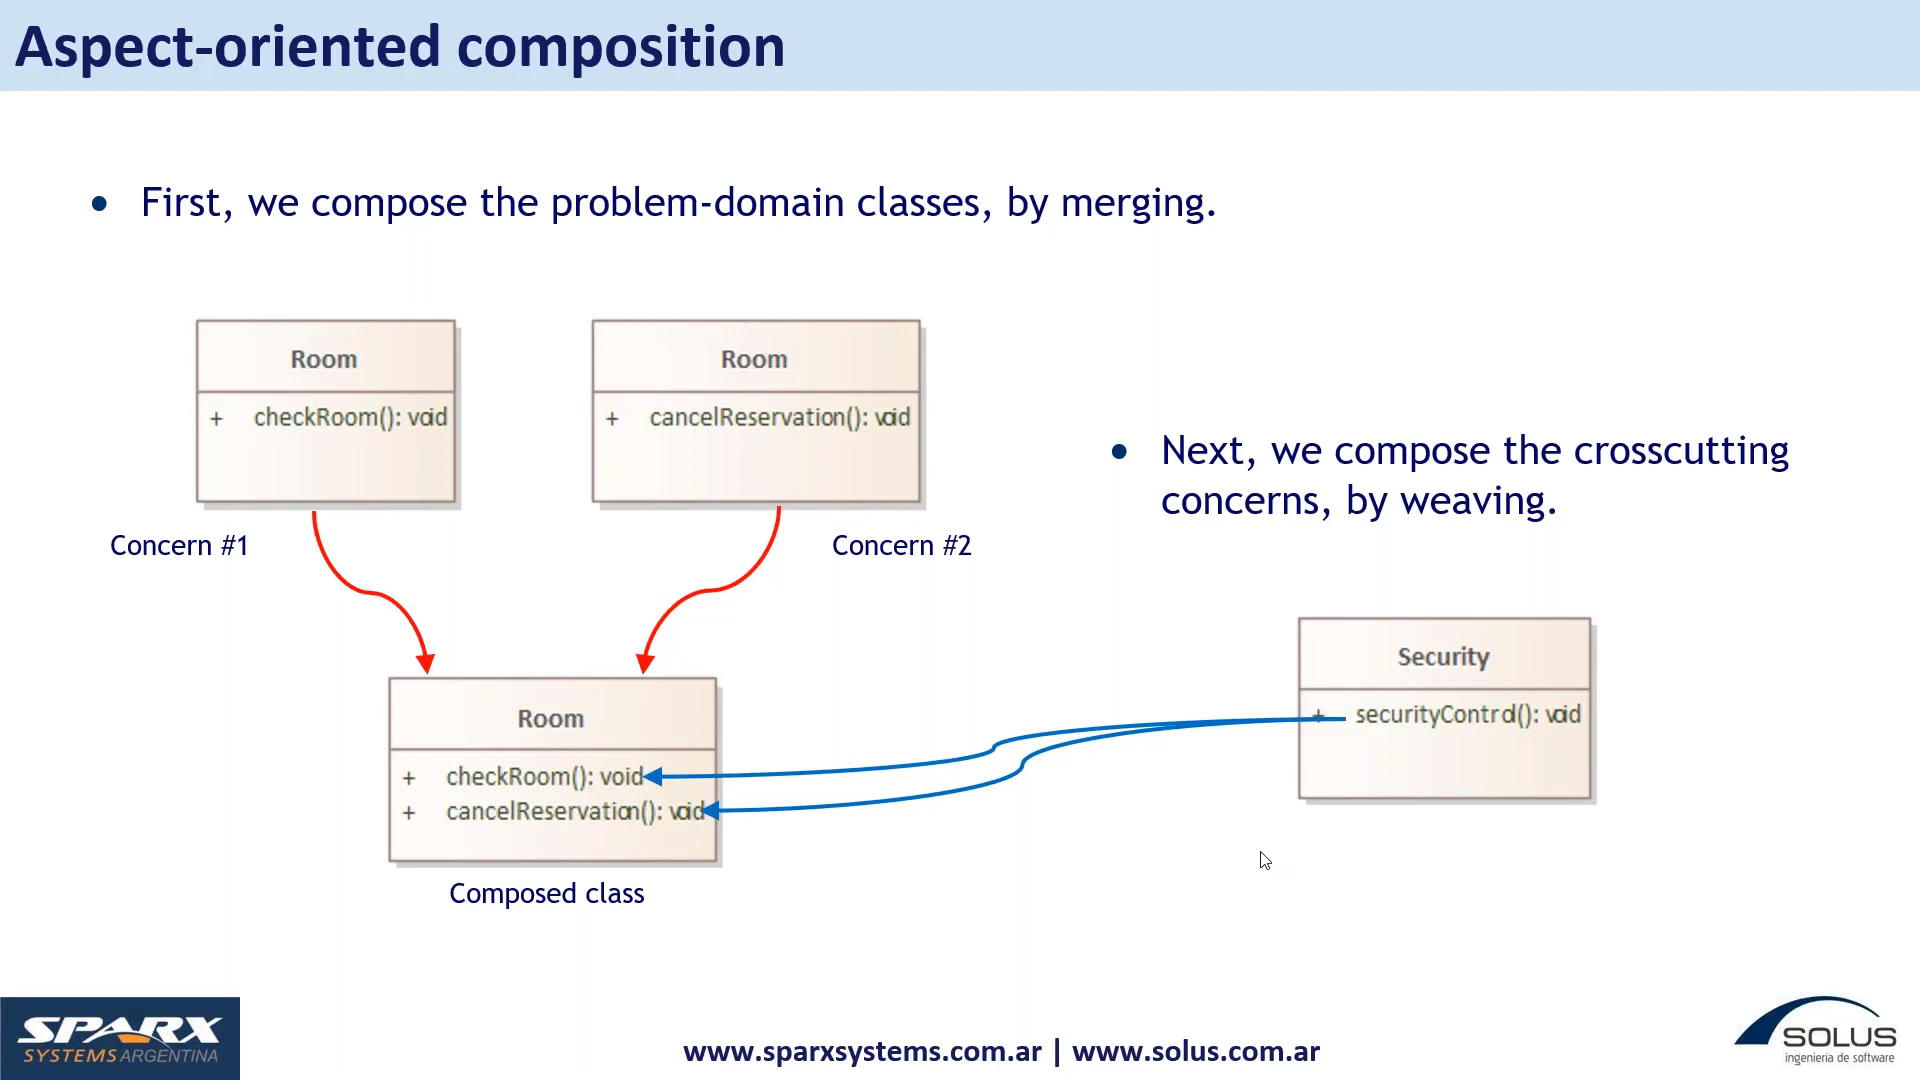 Aspect-oriented composition
• First, we compose the problem-domain classes, by merging.
Room
+ checkRoom(): void
Room
+ cancelReservation(): void
Concern #1
Concern #2
• Next, we compose the crosscutting
concerns, by weaving.
Room
+ checkRoom(): void
+ cancelReservation(): void
Composed class
Security
+ securityControl(): void
SPARX
SYSTEMS ARGENTINA
www.sparxsystems.com.ar | www.solus.com.ar
SOLUS
ingenieria de software